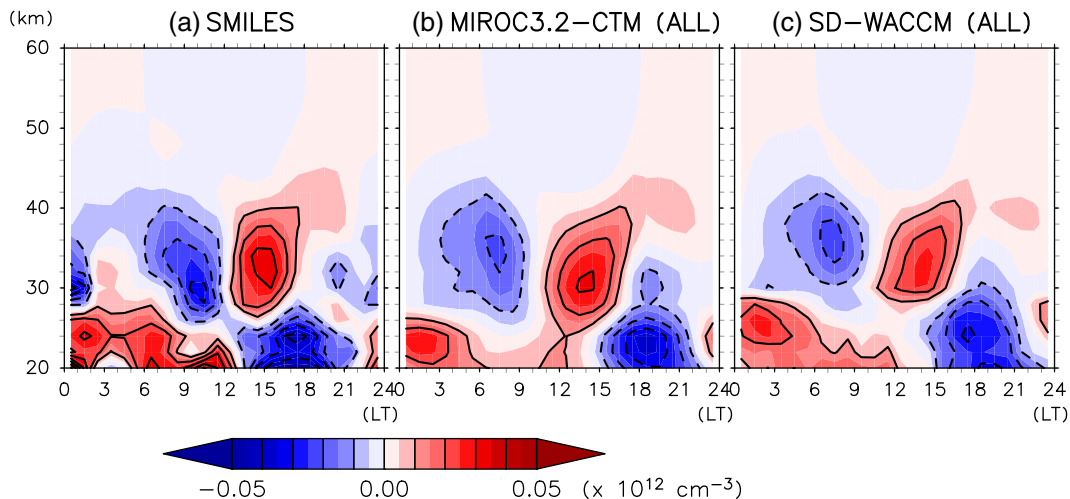 (km) (a) SMILES (b) MIROC3.2−CTM (ALL) (c) SD−WACCM (ALL)
60
50
40
30
20
0 3 6 9 12 15 18 21 24 0 3 6 9 12 15 18 21 24 0 3 6 9 12 15 18 21 24
(LT) (LT) (LT)
−0.05 0.00 0.05 (x 10¹² cm⁻³)